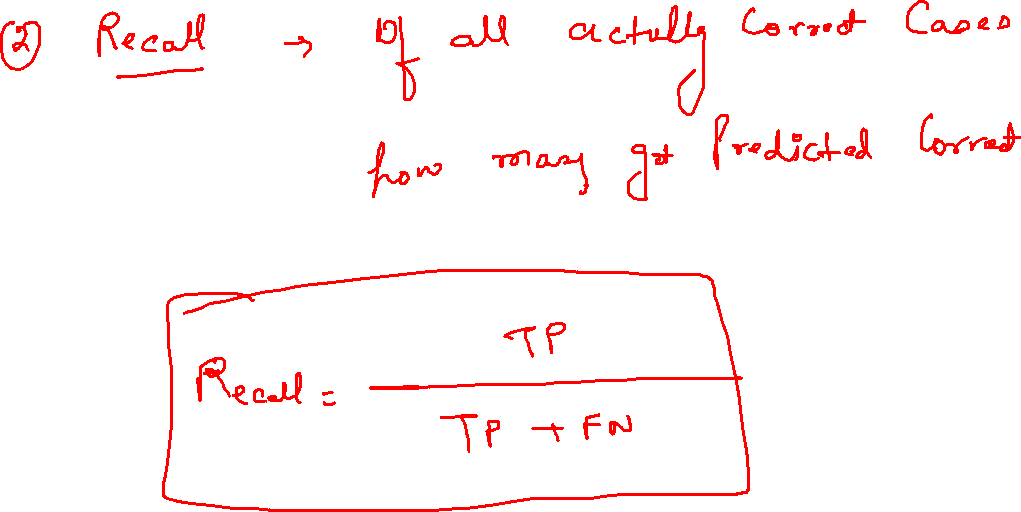 ② Recall → Of all actully Correct Cases
how many got Predicted Correct
Recall = TP / TP + FN